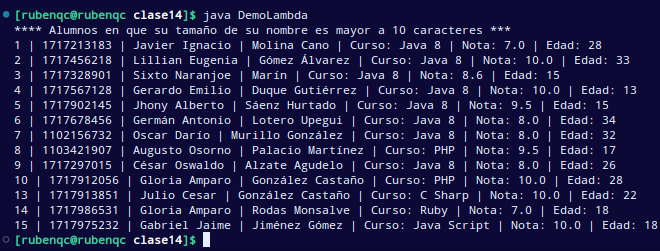 [rubenqc@rubenqc clase14]$ java DemoLambda
**** Alumnos en que su tamaño de su nombre es mayor a 10 caracteres ***
1 | 1717213183 | Javier Ignacio | Molina Cano | Curso: Java 8 | Nota: 7.0 | Edad: 28
2 | 1717456218 | Lillian Eugenia | Gómez Álvarez | Curso: Java 8 | Nota: 10.0 | Edad: 33
3 | 1717328901 | Sixto Naranjoe | Marín | Curso: Java 8 | Nota: 8.6 | Edad: 15
4 | 1717567128 | Gerardo Emilio | Duque Gutiérrez | Curso: Java 8 | Nota: 10.0 | Edad: 13
5 | 1717902145 | Jhony Alberto | Sáenz Hurtado | Curso: Java 8 | Nota: 9.5 | Edad: 15
6 | 1717678456 | Germán Antonio | Lotero Upegui | Curso: Java 8 | Nota: 8.0 | Edad: 34
7 | 1102156732 | Oscar Darío | Murillo González | Curso: Java 8 | Nota: 8.0 | Edad: 32
8 | 1103421907 | Augusto Osorno | Palacio Martínez | Curso: PHP | Nota: 9.5 | Edad: 17
9 | 1717297015 | César Oswaldo | Alzate Agudelo | Curso: Java 8 | Nota: 8.0 | Edad: 26
10 | 1717912056 | Gloria Amparo | González Castaño | Curso: PHP | Nota: 10.0 | Edad: 28
13 | 1717913851 | Julio Cesar | González Castaño | Curso: C Sharp | Nota: 10.0 | Edad: 22
14 | 1717986531 | Gloria Amparo | Rodas Monsalve | Curso: Ruby | Nota: 7.0 | Edad: 18
15 | 1717975232 | Gabriel Jaime | Jiménez Gómez | Curso: Java Script | Nota: 10.0 | Edad: 18
[rubenqc@rubenqc clase14]$